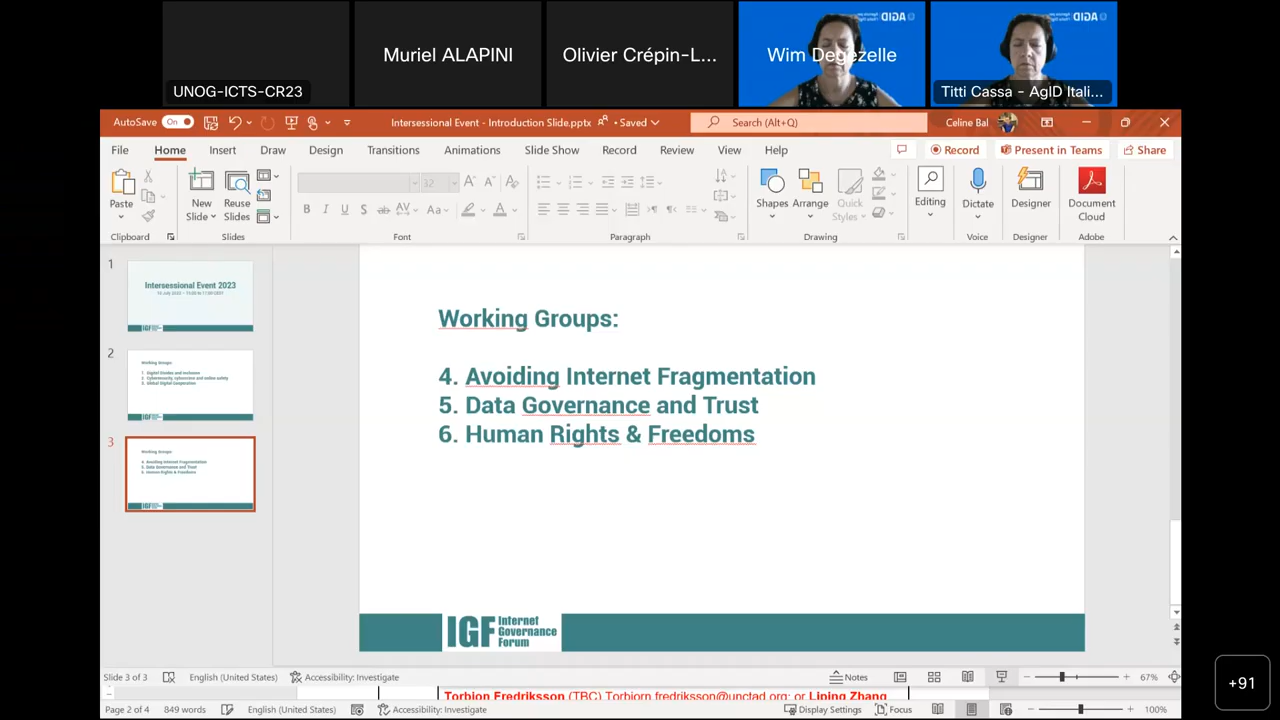 AGID
AGID
Muriel ALAPINI
Olivier Crépin-L...
Wim Degezelle
UNOG-ICTS-CR23
Titti Cassa - AgID Itali...
AutoSave On
Intersessional Event - Introduction Slide.pptx
• Saved
Search (Alt+Q)
Celine Bal
File Home Insert Draw Design Transitions Animations Slide Show Record Review View Help
Record
Present in Teams
Share
32
Paste
New Slide
Reuse Slides
Shapes
Arrange
Quick Styles
Editing
Dictate
Designer
Document Cloud
Clipboard Slides Font Paragraph Drawing Voice Designer Adobe
1
Intersessional Event 2023
2
Working Groups:
1. Digital Divides and Inclusion
2. Cybersecurity, cybercrime and online safety
3. Global Digital Cooperation
3
Working Groups:
4. Avoiding Internet Fragmentation
5. Data Governance and Trust
6. Human Rights & Freedoms
Working Groups:
4. Avoiding Internet Fragmentation
5. Data Governance and Trust
6. Human Rights & Freedoms
IGF Internet
Governance
Forum
Slide 3 of 3 English (United States) Accessibility: Investigate Notes 67%
Torbjon Fredriksson (TBC) Torbjorn.fredriksson@unctad.org; or Liping Zhang
Page 2 of 4 849 words English (United States) Accessibility: Investigate Display Settings Focus 100%
+91